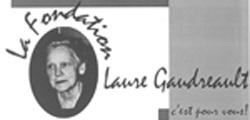 La Fondation
Laure Gaudreault
c'est pour vous!